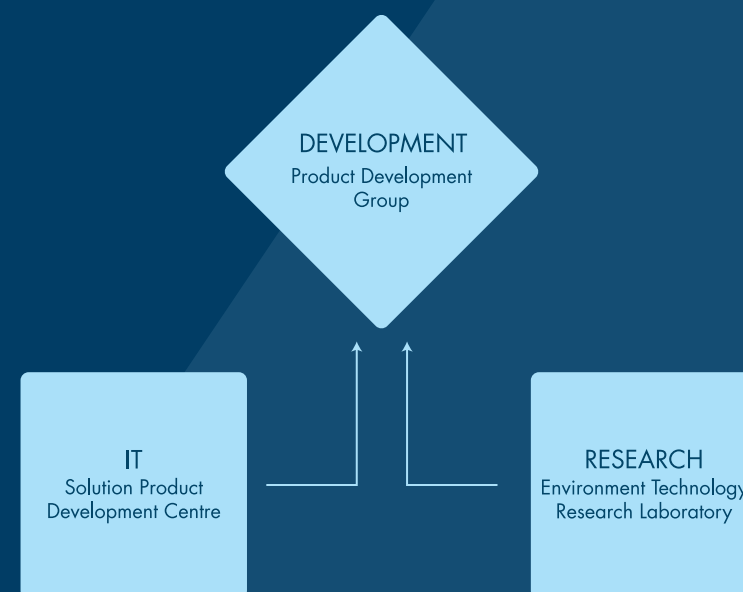 DEVELOPMENT
Product Development
Group
IT
Solution Product
Development Centre
RESEARCH
Environment Technology
Research Laboratory